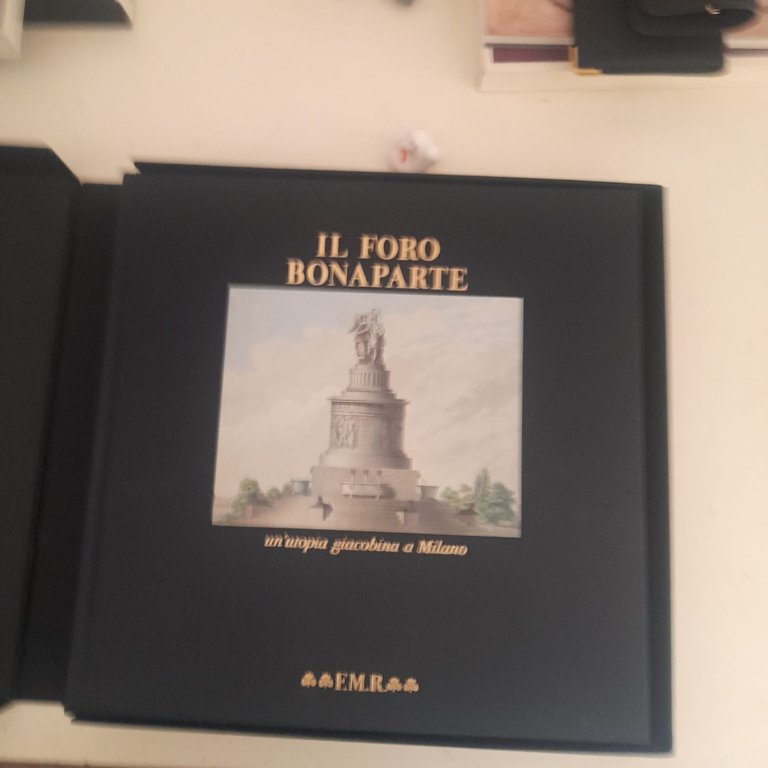 IL FORO
BONAPARTE
un'utopia giacobina a Milano
F.M.R.